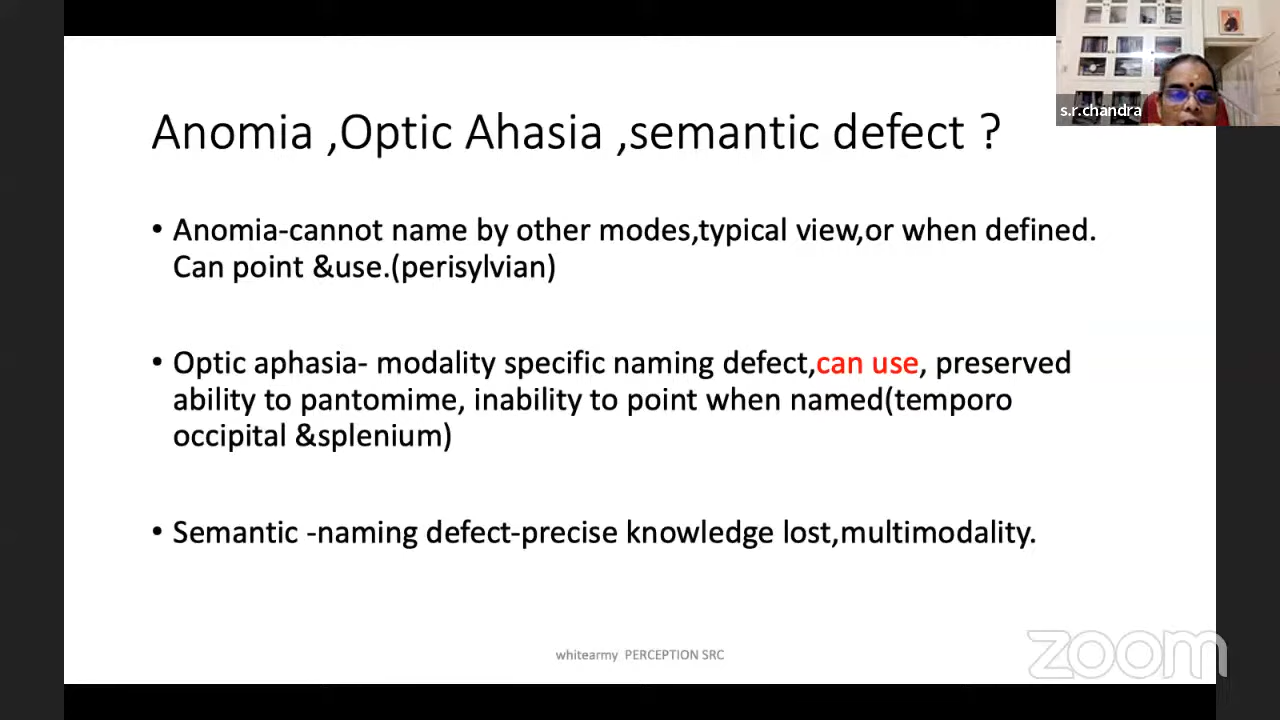 s.r.chandra
Anomia ,Optic Ahasia ,semantic defect ?
• Anomia-cannot name by other modes,typical view,or when defined.
Can point &use.(perisylvian)
• Optic aphasia- modality specific naming defect,can use, preserved
ability to pantomime, inability to point when named(temporo
occipital &splenium)
• Semantic -naming defect-precise knowledge lost,multimodality.
whitearmy PERCEPTION SRC
zoom